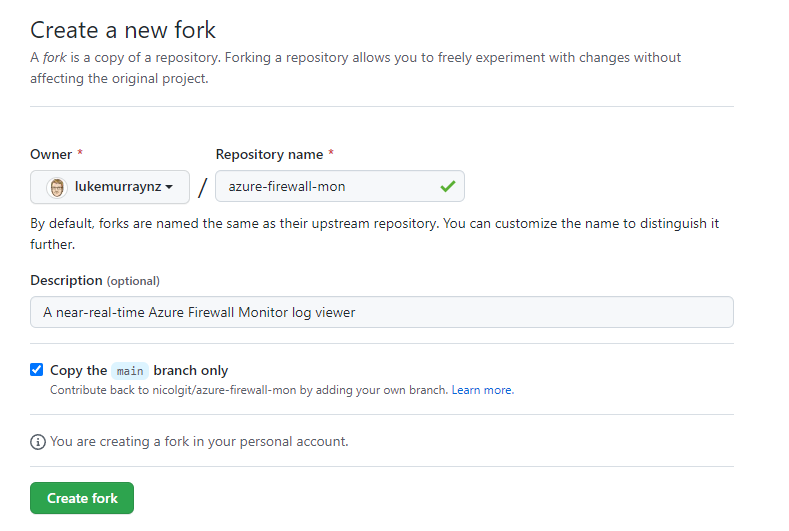 Create a new fork
A fork is a copy of a repository. Forking a repository allows you to freely experiment with changes without
affecting the original project.
Owner * Repository name *
lukemurraynz / azure-firewall-mon
By default, forks are named the same as their upstream repository. You can customize the name to distinguish it
further.
Description (optional)
A near-real-time Azure Firewall Monitor log viewer
Copy the main branch only
Contribute back to nicolgit/azure-firewall-mon by adding your own branch. Learn more.
You are creating a fork in your personal account.
Create fork